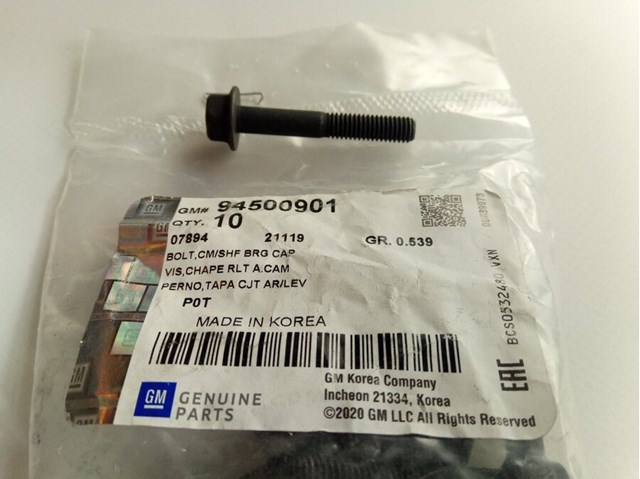 GM
GM# 94500901
QTY. 10
07894 21119 GR. 0.539
BOLT,CM/SHF BRG CAP
VIS,CHAPE RLT A.CAM
PERNO,TAPA CJT AR/LEV
P0T
MADE IN KOREA
GM GENUINE
PARTS
GM Korea Company
Incheon 21334, Korea
©2020 GM LLC All Rights Reserved
EAC